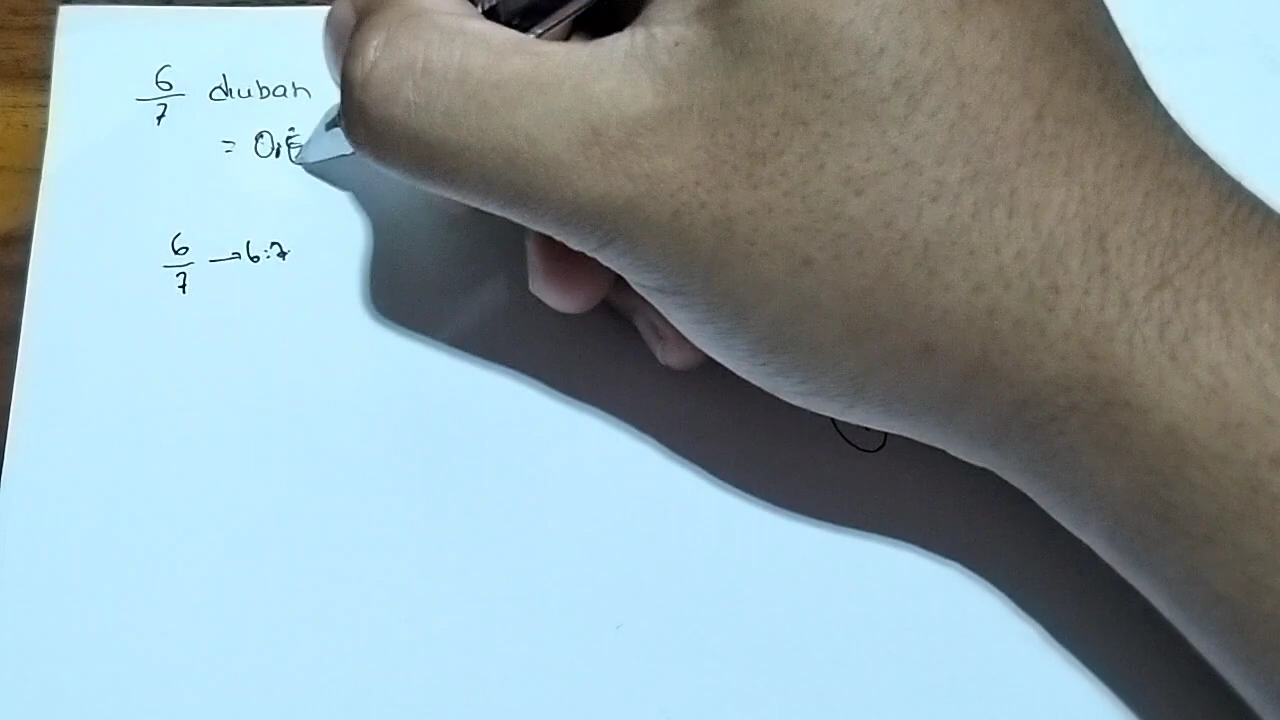 6/7 diubah
= 0,
6/7 → 6:7